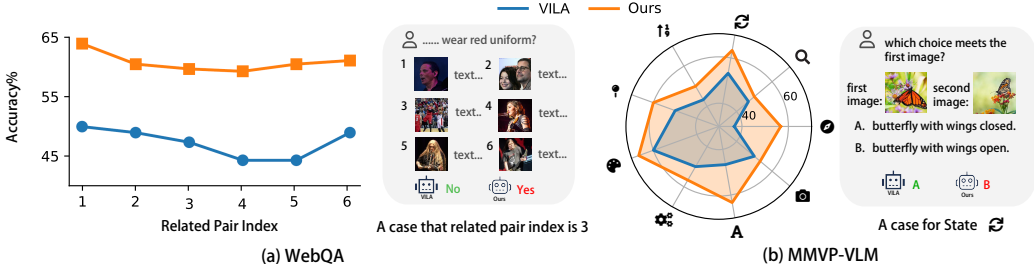 VILA
Ours
65
55
45
Accuracy%
1
2
3
4
5
6
Related Pair Index
(a) WebQA
...... wear red uniform?
1
text...
2
text...
3
text...
4
text...
5
text...
6
text...
VILA
No
Ours
Yes
A case that related pair index is 3
60
40
A
(b) MMVP-VLM
which choice meets the
first image?
first
image:
second
image:
A. butterfly with wings closed.
B. butterfly with wings open.
VILA
A
Ours
B
A case for State